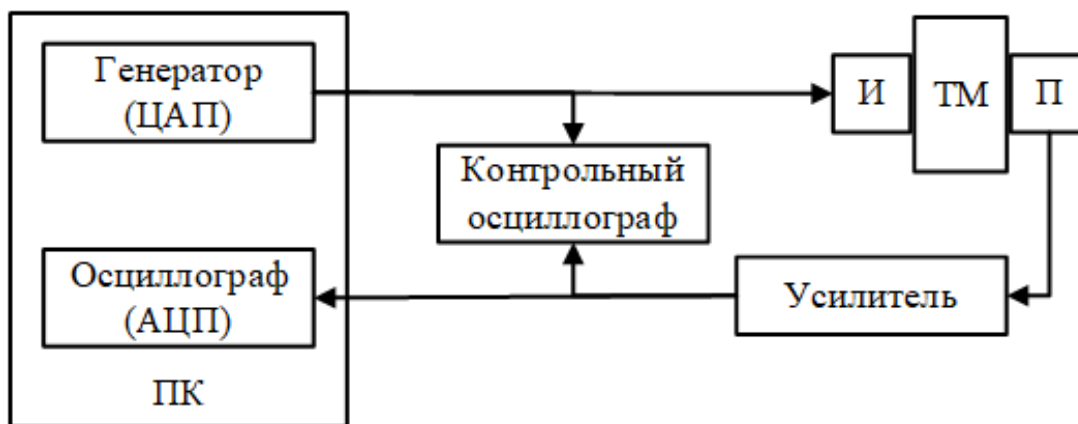 Генератор
(ЦАП)
И
ТМ
П
Контрольный
осциллограф
Осциллограф
(АЦП)
Усилитель
ПК